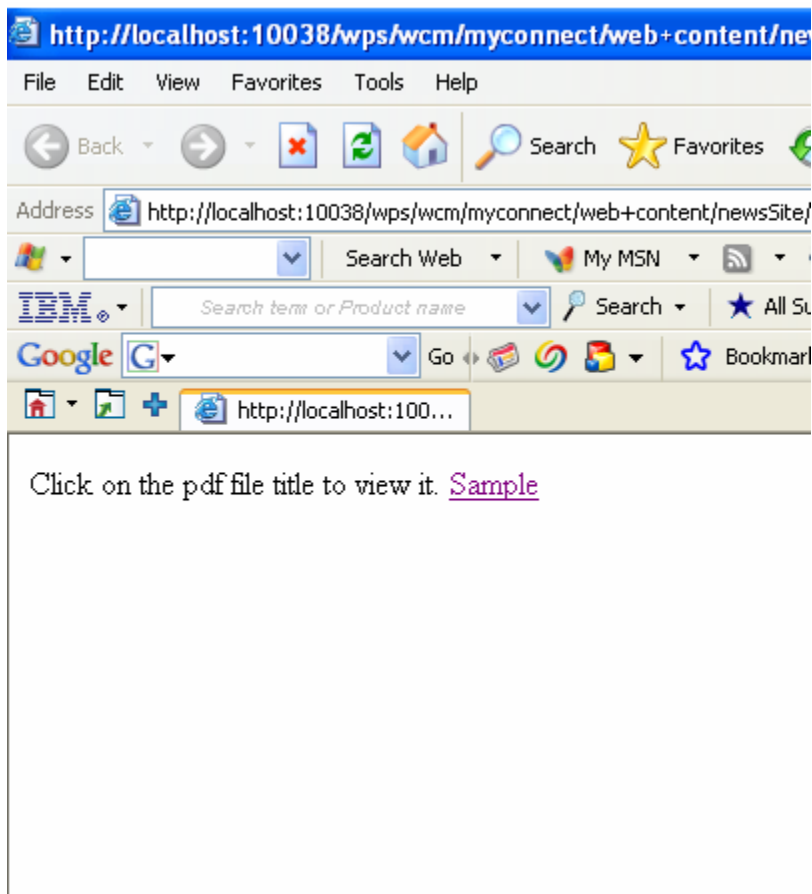 http://localhost:10038/wps/wcm/myconnect/web+content/ne
File Edit View Favorites Tools Help
Back Search Favorites
Address http://localhost:10038/wps/wcm/myconnect/web+content/newsSite/
Search Web My MSN
IBM Search term or Product name Search All Su
Google G Go Bookmark
http://localhost:100...
Click on the pdf file title to view it. Sample